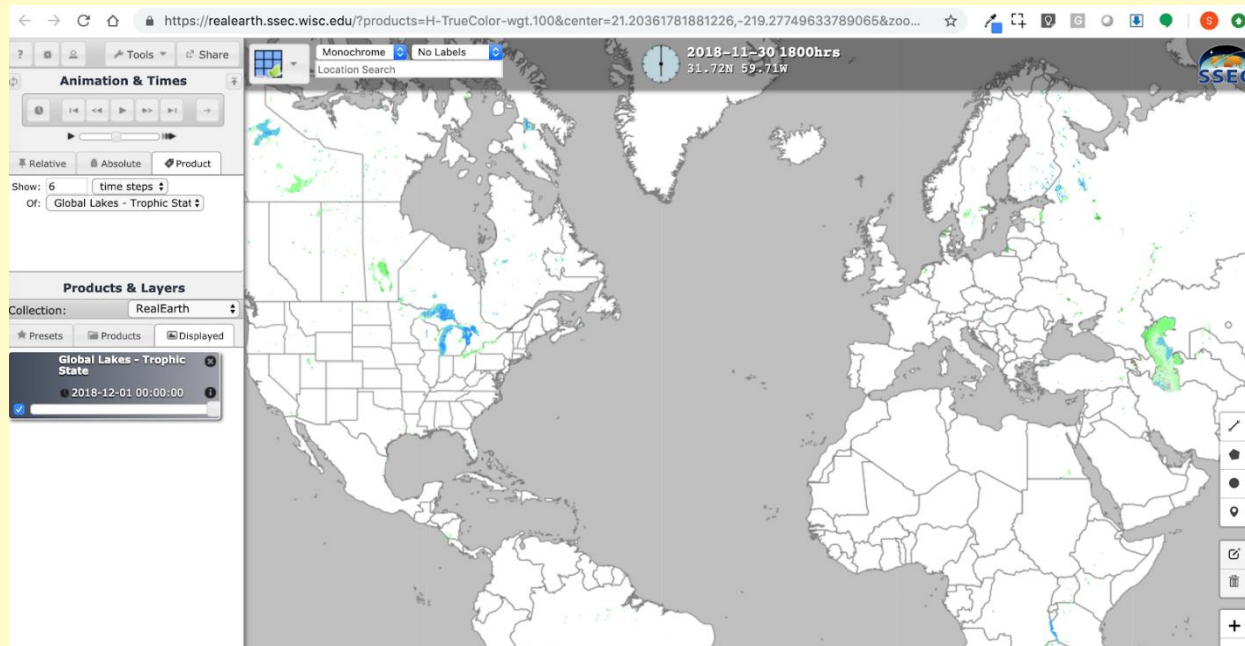 https://realearth.ssec.wisc.edu/?products=H-TrueColor-wgt.100&center=21.20361781881226,-219.27749633789065&zoo...
G
S
?
Tools
Share
Monochrome
No Labels
Location Search
2018-11-30 1800hrs
31.72N 59.71W
SSEC
Animation & Times
Relative
Absolute
Product
Show: 6 time steps
Of: Global Lakes - Trophic Stat
Products & Layers
Collection: RealEarth
Presets
Products
Displayed
Global Lakes - Trophic
State
2018-12-01 00:00:00